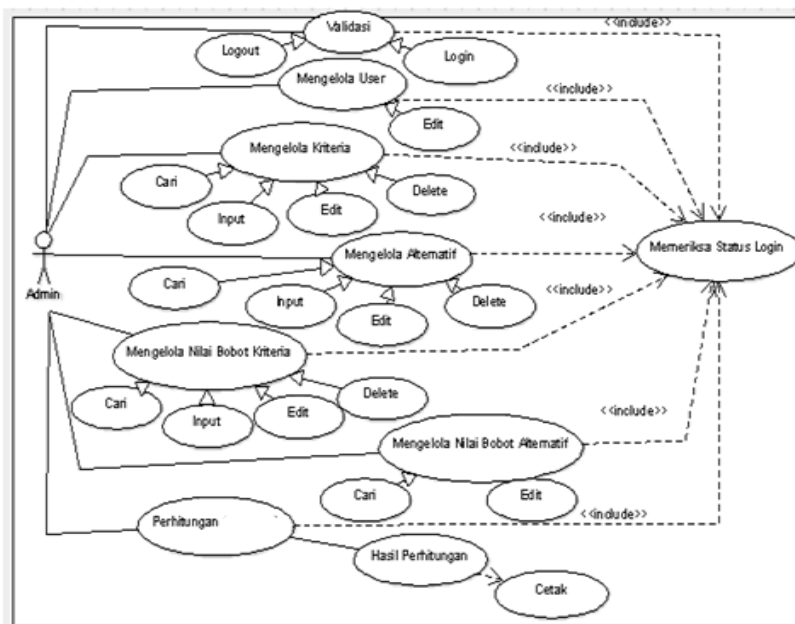 Validasi
<<include>>
Logout
Login
Mengelola User
<<include>>
Edit
Mengelola Kriteria
<<include>>
Cari
Delete
Input
Edit
<<include>>
Memeriksa Status Login
Mengelola Alternatif
Cari
Admin
Input
Edit
Delete
<<include>>
Mengelola Nilai Bobot Kriteria
Cari
Input
Edit
Delete
<<include>>
Mengelola Nilai Bobot Alternatif
Cari
Edit
Perhitungan
<<include>>
Hasil Perhitungan
Cetak